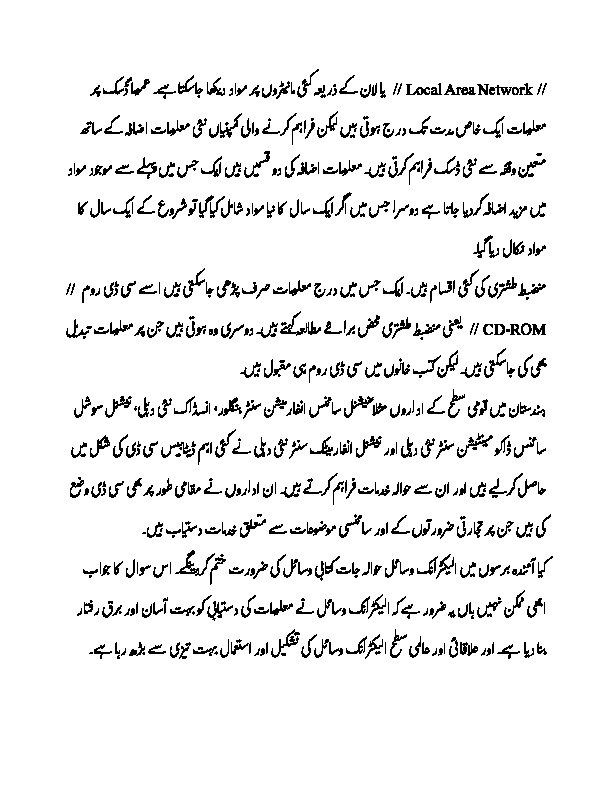 // Local Area Network // یا لان کے ذریعہ کئی مانیٹروں پر مواد دیکھا جاسکتا ہے۔ عموماً ڈسک پر
معلومات ایک خاص مدت تک درج ہوتی ہیں لیکن فراہم کرنے والی کمپنیاں نئی معلومات اضافہ کے ساتھ
متعین وقفہ سے نئی ڈسک فراہم کرتی ہیں۔ معلومات اضافہ کی دو قسمیں ہیں ایک جس میں پہلے سے موجود مواد
میں مزید اضافہ کردیا جاتا ہے دوسرا جس میں اگر ایک سال کا نیا مواد شامل کیا گیا تو شروع کے ایک سال کا
مواد نکال دیا گیا۔
منضبط طشتری کی کئی اقسام ہیں۔ ایک جس میں درج معلومات صرف پڑھی جاسکتی ہیں اسے سی ڈی روم //
CD-ROM // یعنی منضبط طشتری محض برائے مطالعہ کہتے ہیں۔ دوسری وہ ہوتی ہیں جن پر معلومات تبدیل
بھی کی جاسکتی ہیں۔ لیکن کتب خانوں میں سی ڈی روم ہی مقبول ہیں۔
ہندستان میں قومی سطح کے اداروں مثلاً نیشنل سائنس انفارمیشن سنٹر بنگلور، انسڈاک نئی دہلی، نیشنل سوشل
سائنس ڈاکومینٹیشن سنٹر نئی دہلی اور نیشنل انفارمیٹک سنٹر نئی دہلی نے کئی اہم ڈیٹابیس سی ڈی کی شکل میں
حاصل کرلیے ہیں اور ان سے حوالہ خدمات فراہم کرتے ہیں۔ ان اداروں نے مقامی طور پر بھی سی ڈی وضع
کی ہیں جن پر تجارتی ضرورتوں کے اور سائنسی موضوعات سے متعلق خدمات دستیاب ہیں۔
کیا آئندہ برسوں میں الیکٹرانک وسائل حوالہ جات کتابی وسائل کی ضرورت ختم کردینگے۔ اس سوال کا جواب
ابھی ممکن نہیں ہاں یہ ضرور ہے کہ الیکٹرانک وسائل نے معلومات کی دستیابی کو بہت آسان اور برق رفتار
بنا دیا ہے۔ اور علاقائی اور عالمی سطح الیکٹرانک وسائل کی تشکیل اور استعمال بہت تیزی سے بڑھ رہا ہے۔